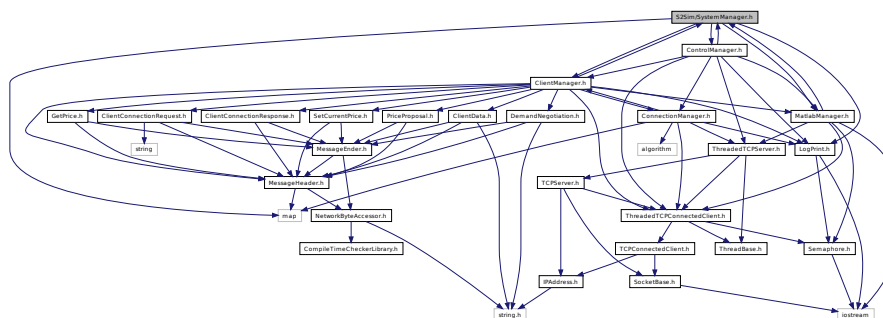 S2Sim/SystemManager.h
ControlManager.h
ClientManager.h
GetPrice.h
ClientConnectionRequest.h
ClientConnectionResponse.h
SetCurrentPrice.h
PriceProposal.h
ClientData.h
DemandNegotiation.h
ConnectionManager.h
MatlabManager.h
string
MessageEnder.h
algorithm
ThreadedTCPServer.h
LogPrint.h
MessageHeader.h
TCPServer.h
map
NetworkByteAccessor.h
ThreadedTCPConnectedClient.h
CompileTimeCheckerLibrary.h
TCPConnectedClient.h
ThreadBase.h
Semaphore.h
IPAddress.h
SocketBase.h
string.h
iostream